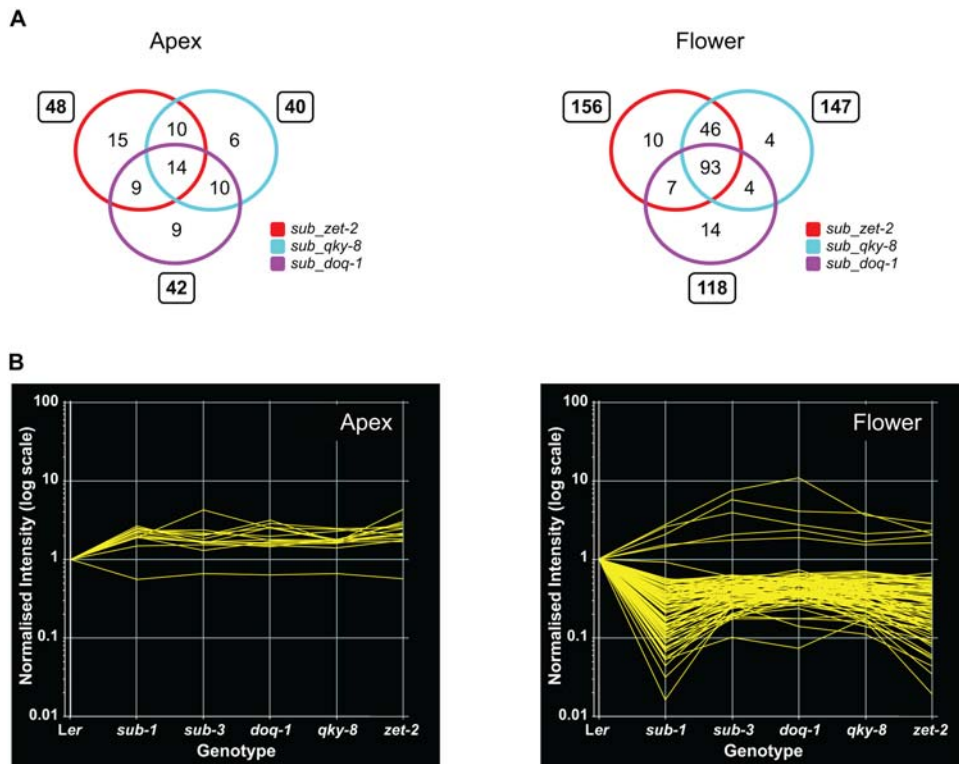 A
Apex
48
40
15
10
6
14
9
10
9
42
sub_zet-2
sub_qky-8
sub_doq-1
Flower
156
147
10
46
4
93
7
4
14
118
sub_zet-2
sub_qky-8
sub_doq-1
B
Apex
Normalised Intensity (log scale)
100
10
1
0.1
0.01
Ler sub-1 sub-3 doq-1 qky-8 zet-2
Genotype
Flower
Normalised Intensity (log scale)
100
10
1
0.1
0.01
Ler sub-1 sub-3 doq-1 qky-8 zet-2
Genotype